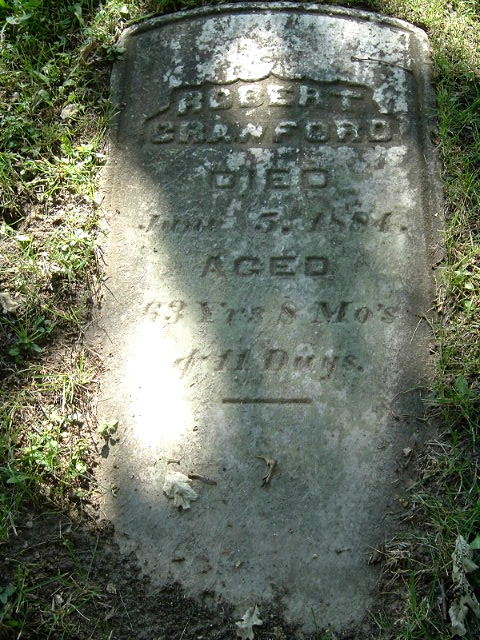 ROBERT
CRANFORD
DIED
June 5, 1884.
AGED
63 Yrs 8 Mo's
& 11 Days.